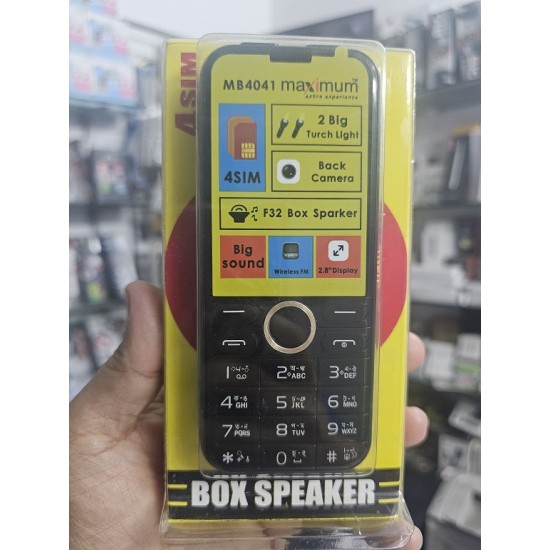 4SIM
MB4041 maximum™
extra experience
4SIM
2 Big
Turch Light
Back
Camera
F32 Box Sparker
Big
sound
Wireless FM
2.8"Display
1
2 ABC
3 DEF
4 GHI
5 JKL
6 MNO
7 PQRS
8 TUV
9 WXYZ
*
0
#
BOX SPEAKER